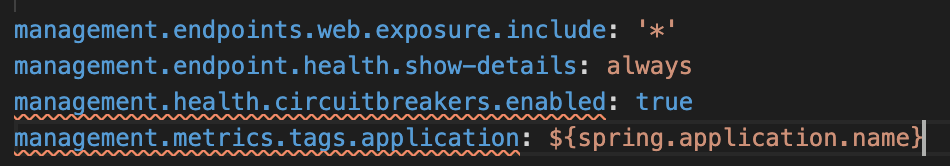 management.endpoints.web.exposure.include: '*'
management.endpoint.health.show-details: always
management.health.circuitbreakers.enabled: true
management.metrics.tags.application: ${spring.application.name}